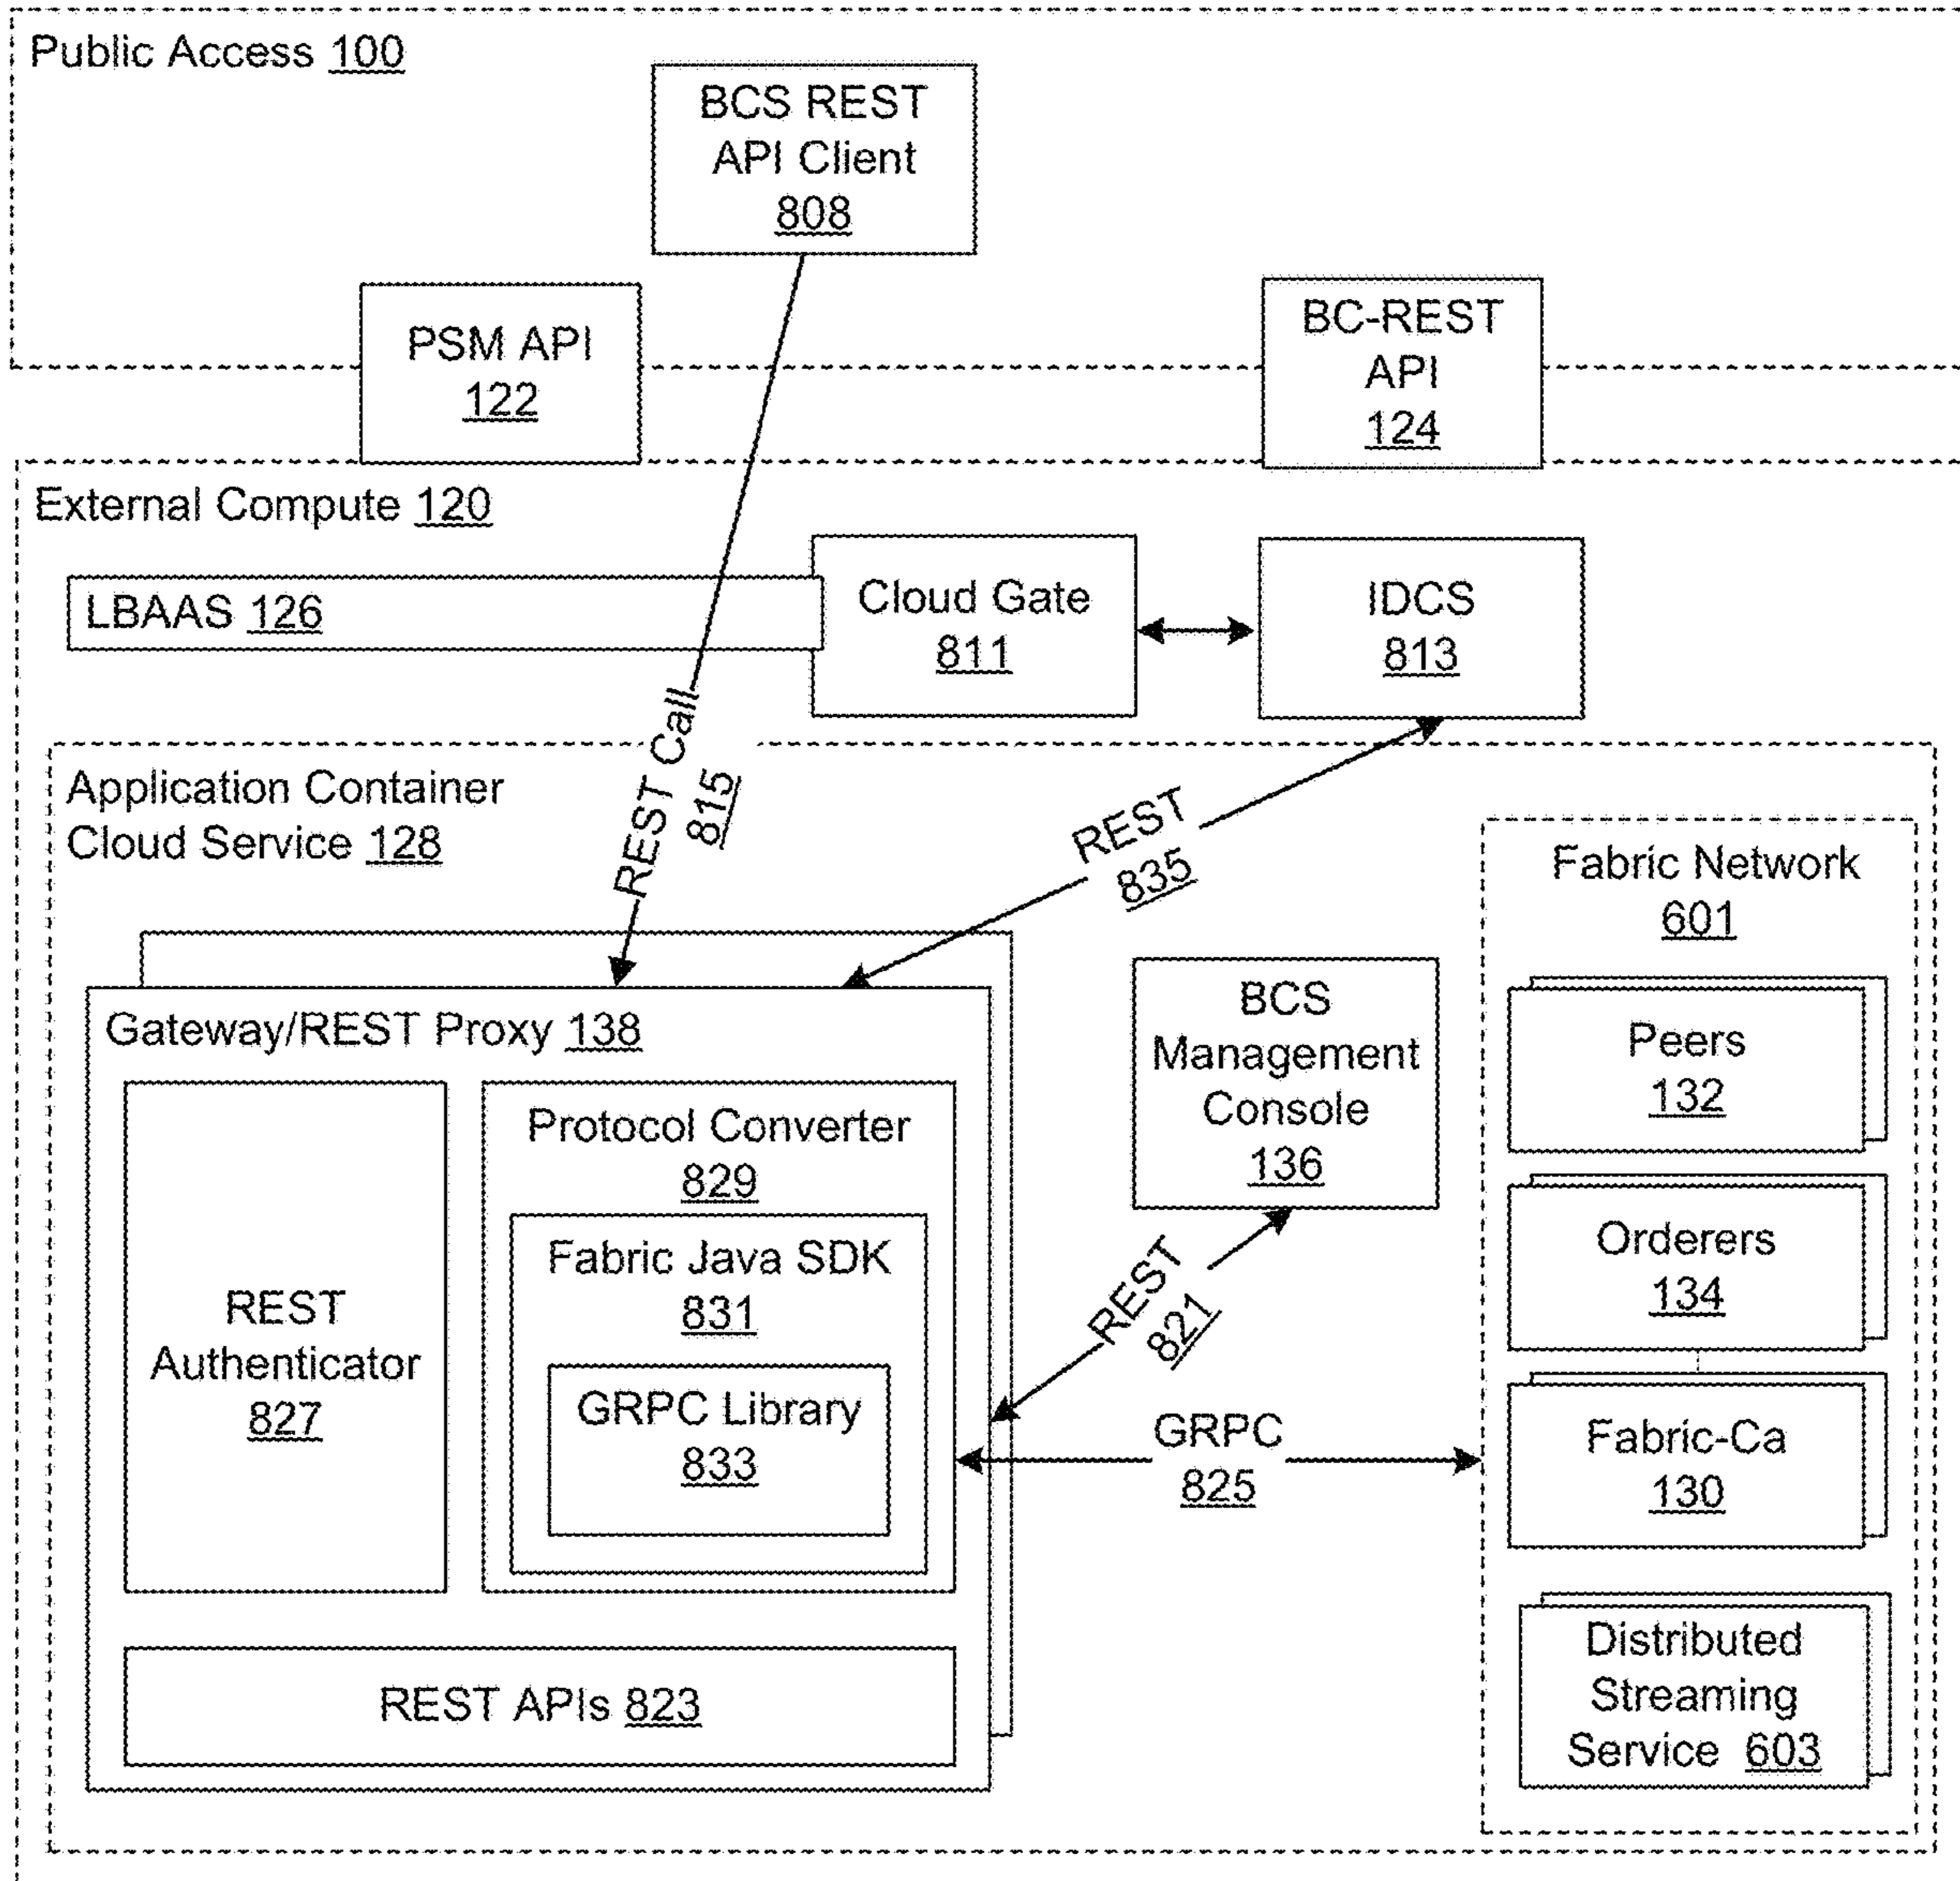 Public Access 100
BCS REST
API Client
808
PSM API
122
BC-REST
API
124
External Compute 120
LBAAS 126
Cloud Gate
811
IDCS
813
REST Call
815
Application Container
Cloud Service 128
REST
835
Fabric Network
601
Gateway/REST Proxy 138
BCS
Management
Console
136
Peers
132
REST
Authenticator
827
Protocol Converter
829
Fabric Java SDK
831
GRPC Library
833
REST
821
Orderers
134
GRPC
825
Fabric-Ca
130
REST APIs 823
Distributed
Streaming
Service 603